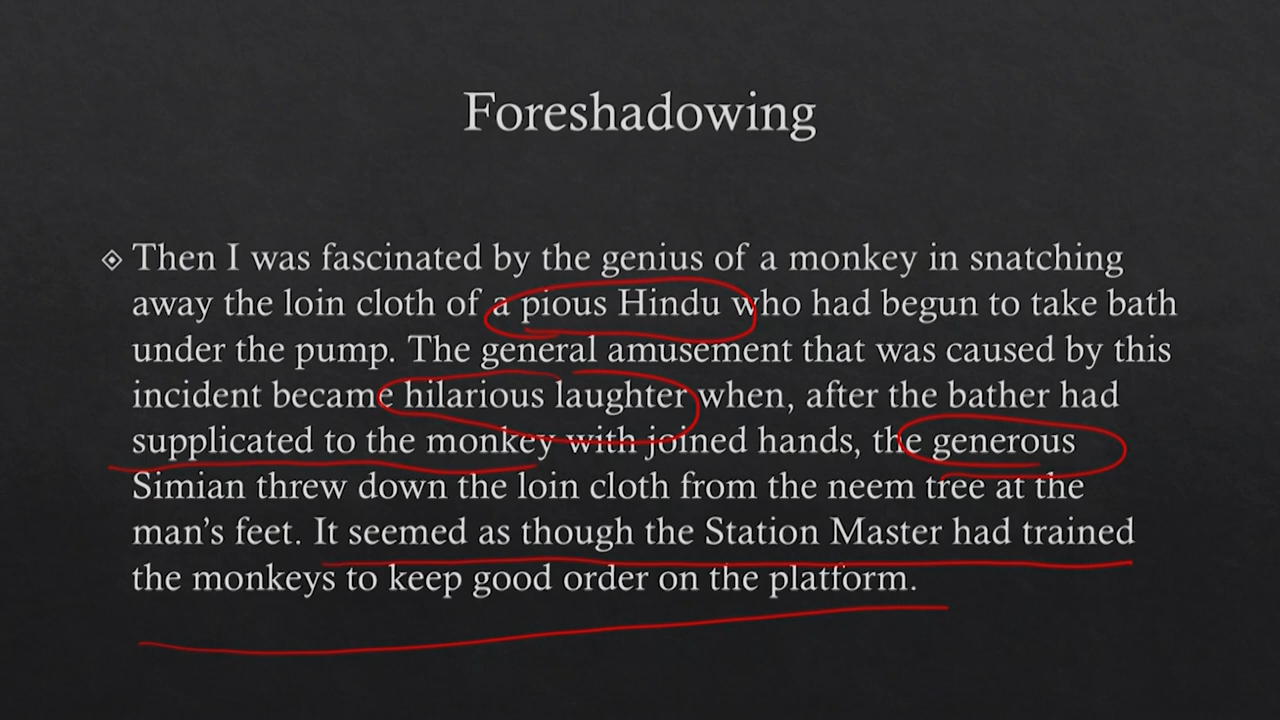 Foreshadowing
Then I was fascinated by the genius of a monkey in snatching
away the loin cloth of a pious Hindu who had begun to take bath
under the pump. The general amusement that was caused by this
incident became hilarious laughter when, after the bather had
supplicated to the monkey with joined hands, the generous
Simian threw down the loin cloth from the neem tree at the
man's feet. It seemed as though the Station Master had trained
the monkeys to keep good order on the platform.